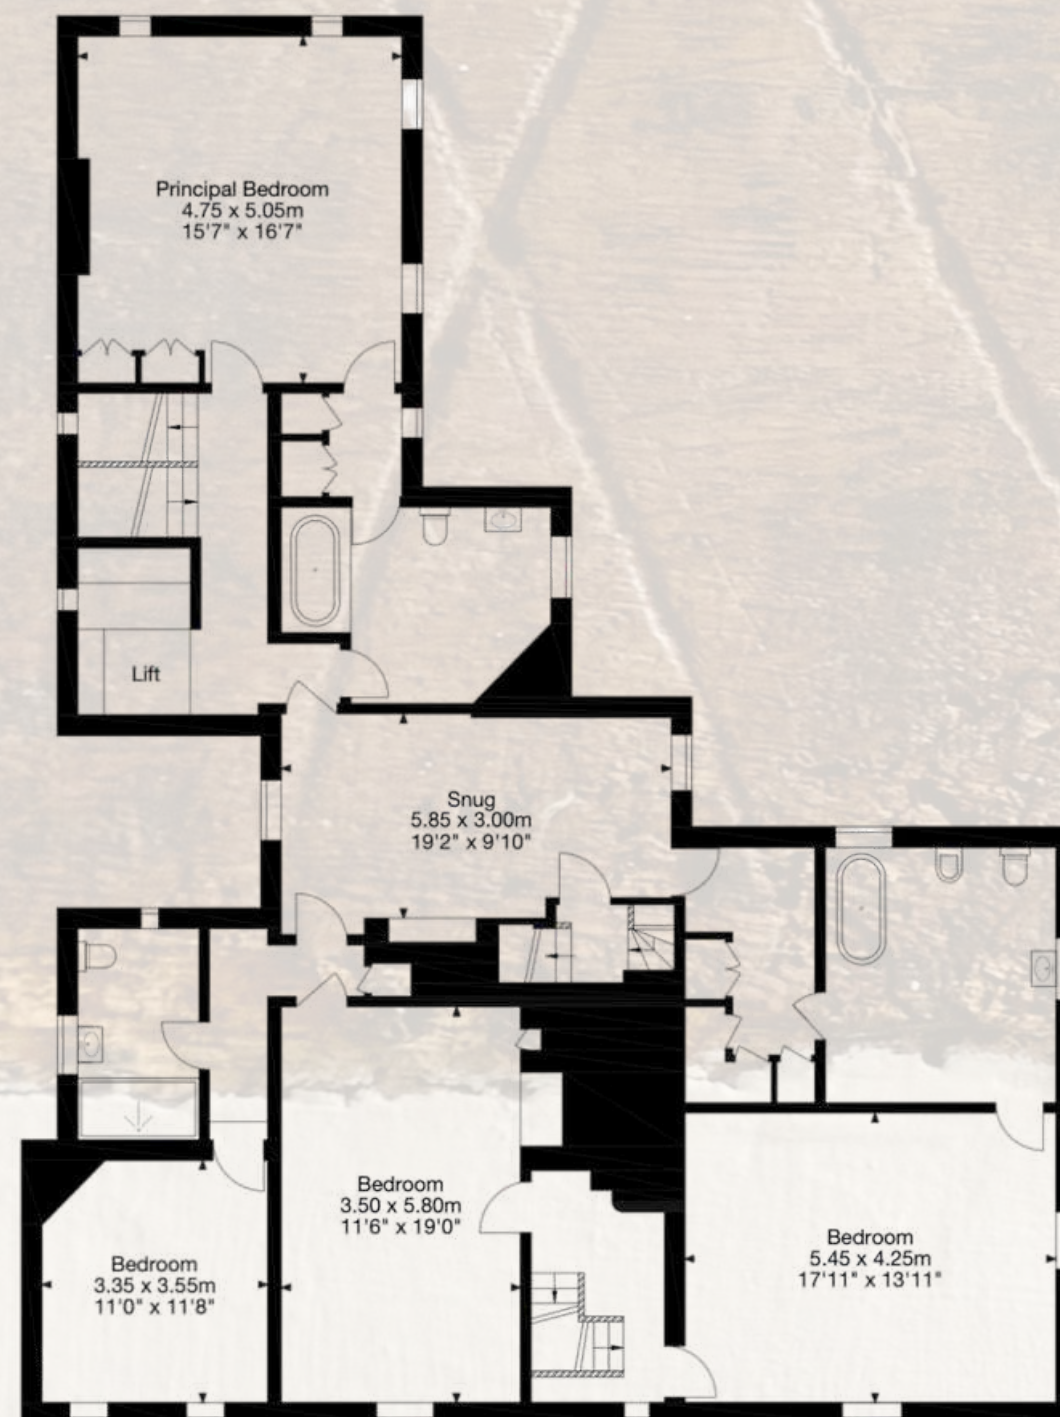 Principal Bedroom
4.75 x 5.05m
15'7" x 16'7"
Lift
Snug
5.85 x 3.00m
19'2" x 9'10"
Bedroom
3.50 x 5.80m
11'6" x 19'0"
Bedroom
5.45 x 4.25m
17'11" x 13'11"
Bedroom
3.35 x 3.55m
11'0" x 11'8"